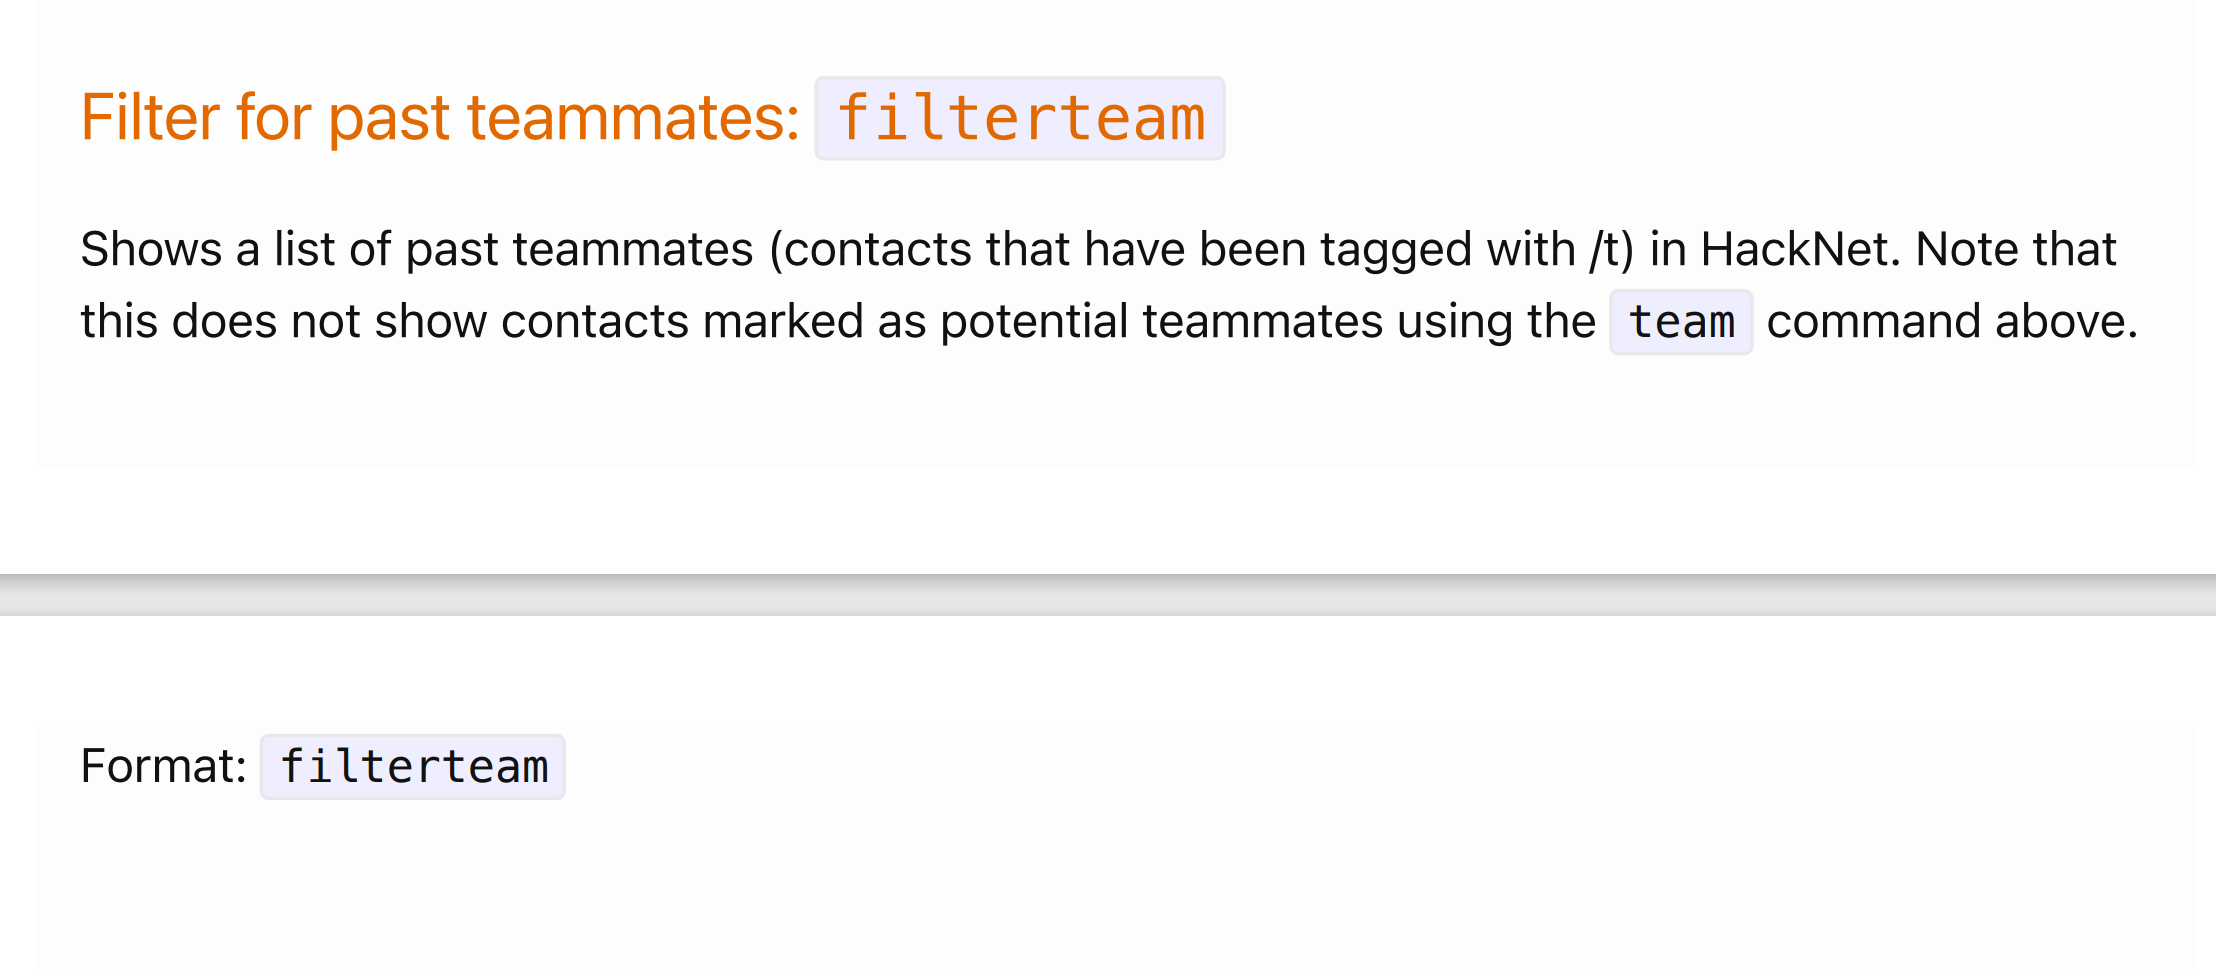 Filter for past teammates: filterteam
Shows a list of past teammates (contacts that have been tagged with /t) in HackNet. Note that
this does not show contacts marked as potential teammates using the team command above.
Format: filterteam